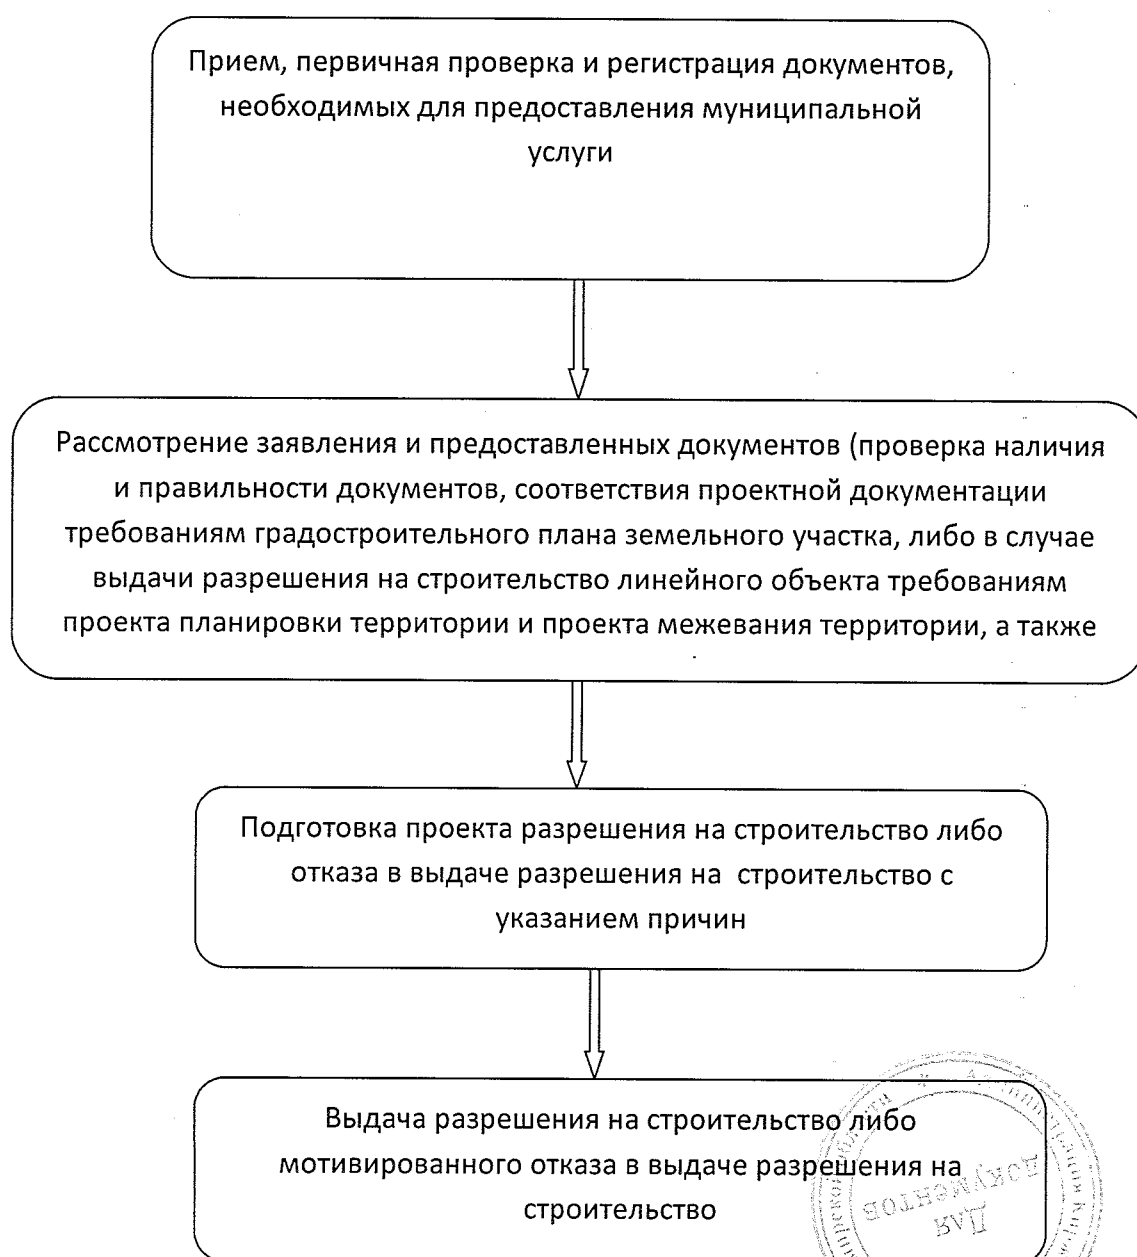 Прием, первичная проверка и регистрация документов,
необходимых для предоставления муниципальной
услуги
Рассмотрение заявления и предоставленных документов (проверка наличия
и правильности документов, соответствия проектной документации
требованиям градостроительного плана земельного участка, либо в случае
выдачи разрешения на строительство линейного объекта требованиям
проекта планировки территории и проекта межевания территории, а также
Подготовка проекта разрешения на строительство либо
отказа в выдаче разрешения на строительство с
указанием причин
Выдача разрешения на строительство либо
мотивированного отказа в выдаче разрешения на
строительство
Для
документов